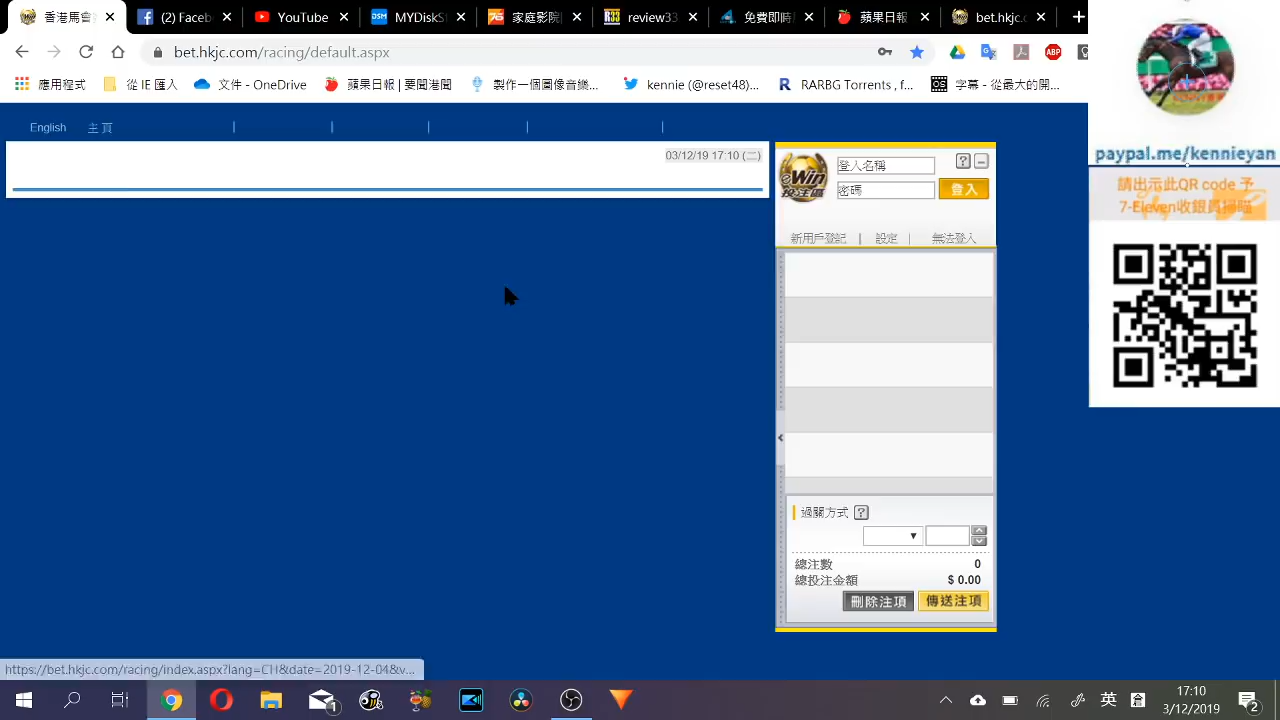 香港馬會
(2) Faceb
YouTube
MYDiskS
家庭影院
review33
免費即時
蘋果日報
bet.hkjc.c
bet.hkjc.com/racing/default.aspx
ABP
應用程式
從 IE 匯入
文件 - OneDrive
蘋果日報 | 要聞港聞
製作一個圖像音樂...
kennie (@reset48)...
RARBG Torrents , f...
字幕 - 從最大的開...
paypal.me/kennieyan
請出示此QR code 予
7-Eleven收銀員掃瞄
English 主頁
03/12/19 17:10 (二)
eWin
投注區
登入名稱
密碼
登入
新用戶登記 | 設定 | 無法登入
過關方式
總注數 0
總投注金額 $ 0.00
刪除注項 傳送注項
https://bet.hkjc.com/racing/index.aspx?lang=CH&date=2019-12-04&v...
英
17:10
3/12/2019